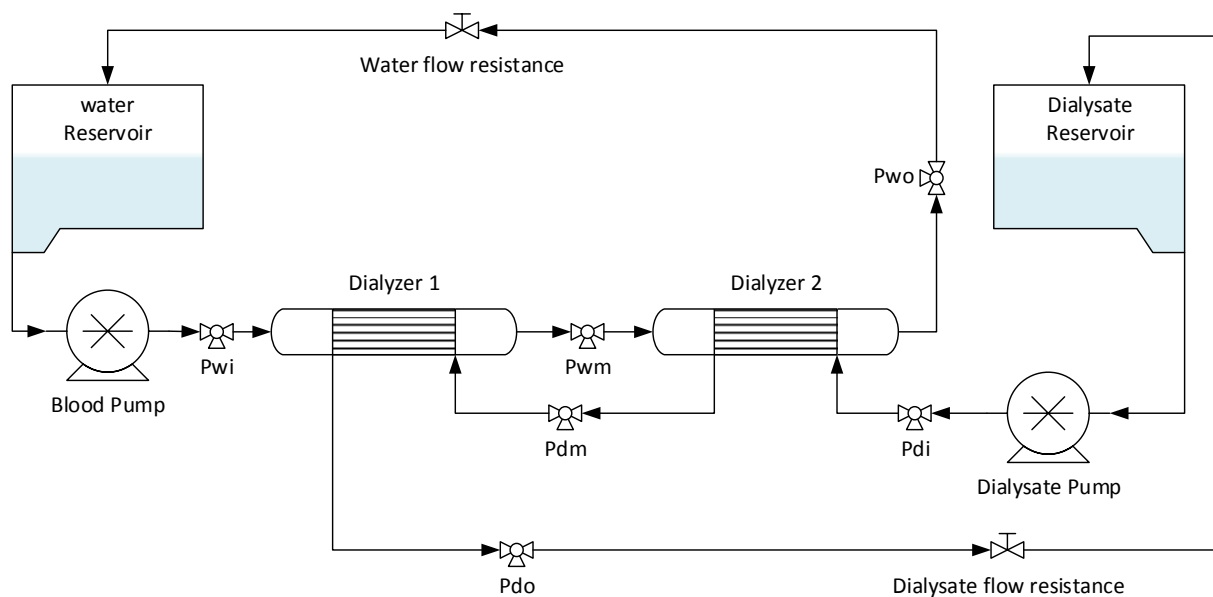 Water flow resistance
water
Reservoir
Dialysate
Reservoir
Pwo
Dialyzer 1
Dialyzer 2
Pwi
Pwm
Blood Pump
Pdm
Pdi
Dialysate Pump
Pdo
Dialysate flow resistance